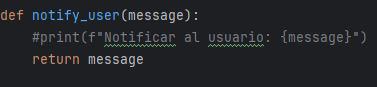 def notify_user(message):
    #print(f"Notificar al usuario: {message}")
    return message